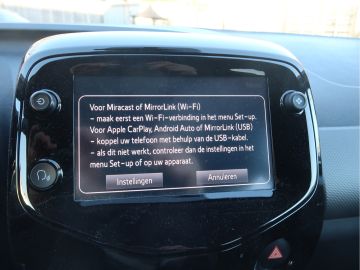 Voor Miracast of MirrorLink (Wi-Fi)
– maak eerst een Wi-Fi-verbinding in het menu Set-up.
Voor Apple CarPlay, Android Auto of MirrorLink (USB)
– koppel uw telefoon met behulp van de USB-kabel.
– als dit niet werkt, controleer dan de instellingen in het
menu Set-up of op uw apparaat.
Instellingen Annuleren